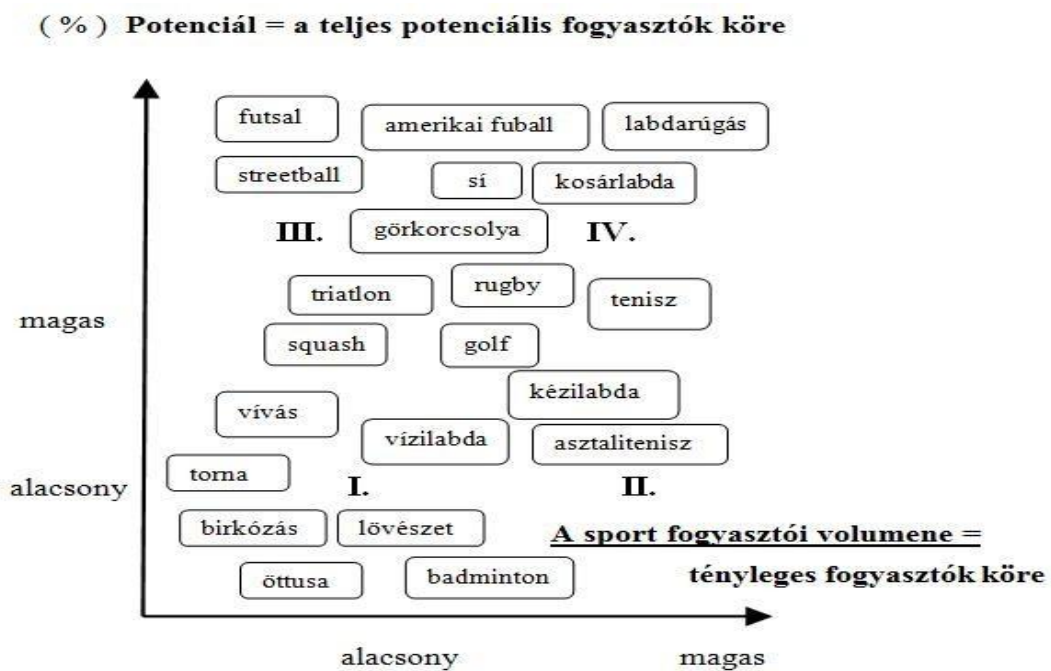 ( % ) Potenciál = a teljes potenciális fogyasztók köre
futsal
amerikai fuball
labdarúgás
streetball
sí
kosárlabda
III.
görkorcsolya
IV.
triatlon
rugby
tenisz
magas
squash
golf
kézilabda
vívás
vízilabda
asztalitenisz
torna
alacsony
I.
II.
birkózás
lövészet
A sport fogyasztói volumene =
tényleges fogyasztók köre
öttusa
badminton
alacsony
magas